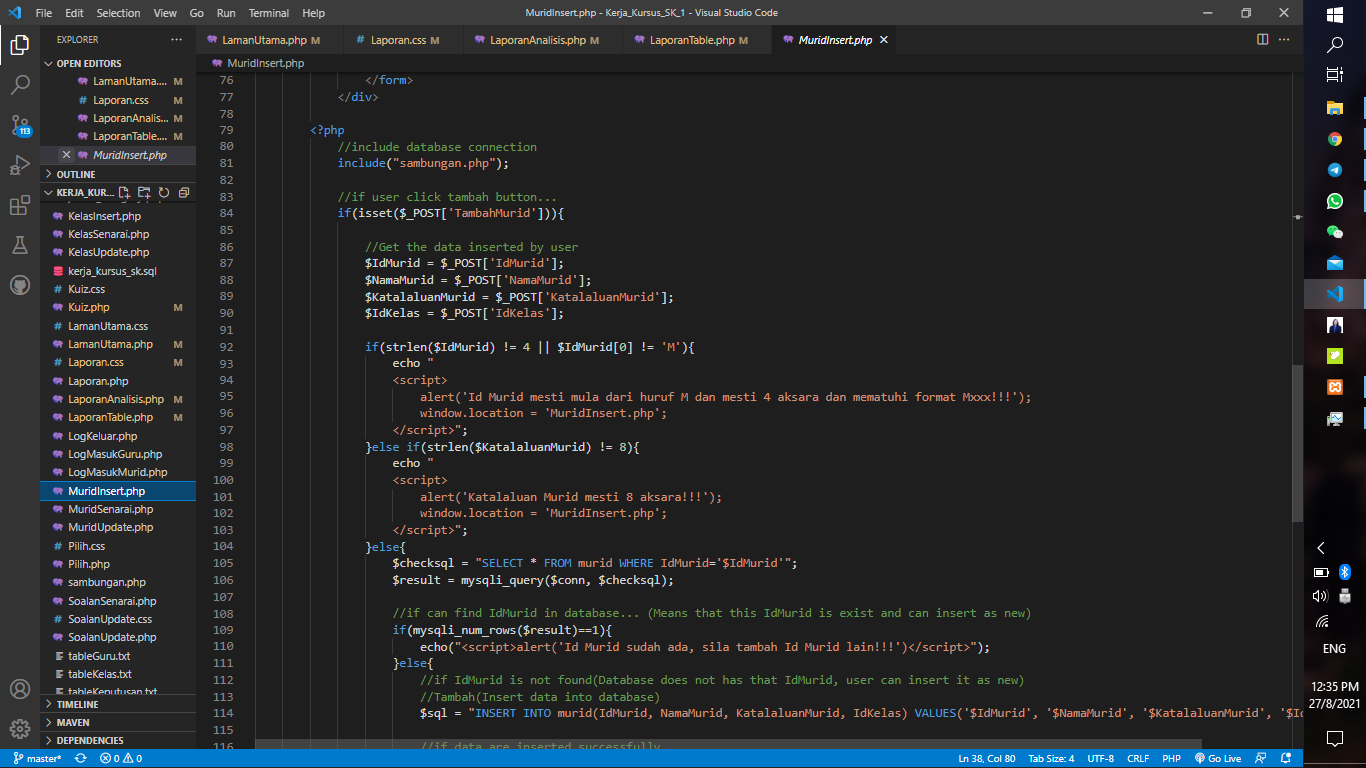 File Edit Selection View Go Run Terminal Help
MuridInsert.php - Kerja_Kursus_SK_1 - Visual Studio Code
EXPLORER
OPEN EDITORS
LamanUtama.... M
Laporan.css M
LaporanAnalis... M
LaporanTable.... M
MuridInsert.php
OUTLINE
KERJA_KUR...
KelasInsert.php
KelasSenarai.php
KelasUpdate.php
kerja_kursus_sk.sql
Kuiz.css
Kuiz.php M
LamanUtama.css
LamanUtama.php M
Laporan.css M
Laporan.php
LaporanAnalisis.php M
LaporanTable.php M
LogKeluar.php
LogMasukGuru.php
LogMasukMurid.php
MuridInsert.php
MuridSenarai.php
MuridUpdate.php
Pilih.css
Pilih.php
sambungan.php
SoalanSenarai.php
SoalanUpdate.css
SoalanUpdate.php
tableGuru.txt
tableKelas.txt
tableKeputusan.txt
TIMELINE
MAVEN
DEPENDENCIES
113
LamanUtama.php M
Laporan.css M
LaporanAnalisis.php M
LaporanTable.php M
MuridInsert.php
MuridInsert.php
76 </form>
77 </div>
78
79 <?php
80 //include database connection
81 include("sambungan.php");
82
83 //if user click tambah button...
84 if(isset($_POST['TambahMurid'])){
85
86 //Get the data inserted by user
87 $IdMurid = $_POST['IdMurid'];
88 $NamaMurid = $_POST['NamaMurid'];
89 $KatalaluanMurid = $_POST['KatalaluanMurid'];
90 $IdKelas = $_POST['IdKelas'];
91
92 if(strlen($IdMurid) != 4 || $IdMurid[0] != 'M'){
93 echo "
94 <script>
95 alert('Id Murid mesti mula dari huruf M dan mesti 4 aksara dan mematuhi format Mxxx!!!');
96 window.location = 'MuridInsert.php';
97 </script>";
98 }else if(strlen($KatalaluanMurid) != 8){
99 echo "
100 <script>
101 alert('Katalaluan Murid mesti 8 aksara!!!');
102 window.location = 'MuridInsert.php';
103 </script>";
104 }else{
105 $checksql = "SELECT * FROM murid WHERE IdMurid='$IdMurid'";
106 $result = mysqli_query($conn, $checksql);
107
108 //if can find IdMurid in database... (Means that this IdMurid is exist and can insert as new)
109 if(mysqli_num_rows($result)==1){
110 echo("<script>alert('Id Murid sudah ada, sila tambah Id Murid lain!!!')</script>");
111 }else{
112 //if IdMurid is not found(Database does not has that IdMurid, user can insert it as new)
113 //Tambah(Insert data into database)
114 $sql = "INSERT INTO murid(IdMurid, NamaMurid, KatalaluanMurid, IdKelas) VALUES('$IdMurid', '$NamaMurid', '$KatalaluanMurid', '$Id
115
116 //if data are inserted successfully
master* 0 0
Ln 38, Col 80 Tab Size: 4 UTF-8 CRLF PHP Go Live
ENG
12:35 PM
27/8/2021